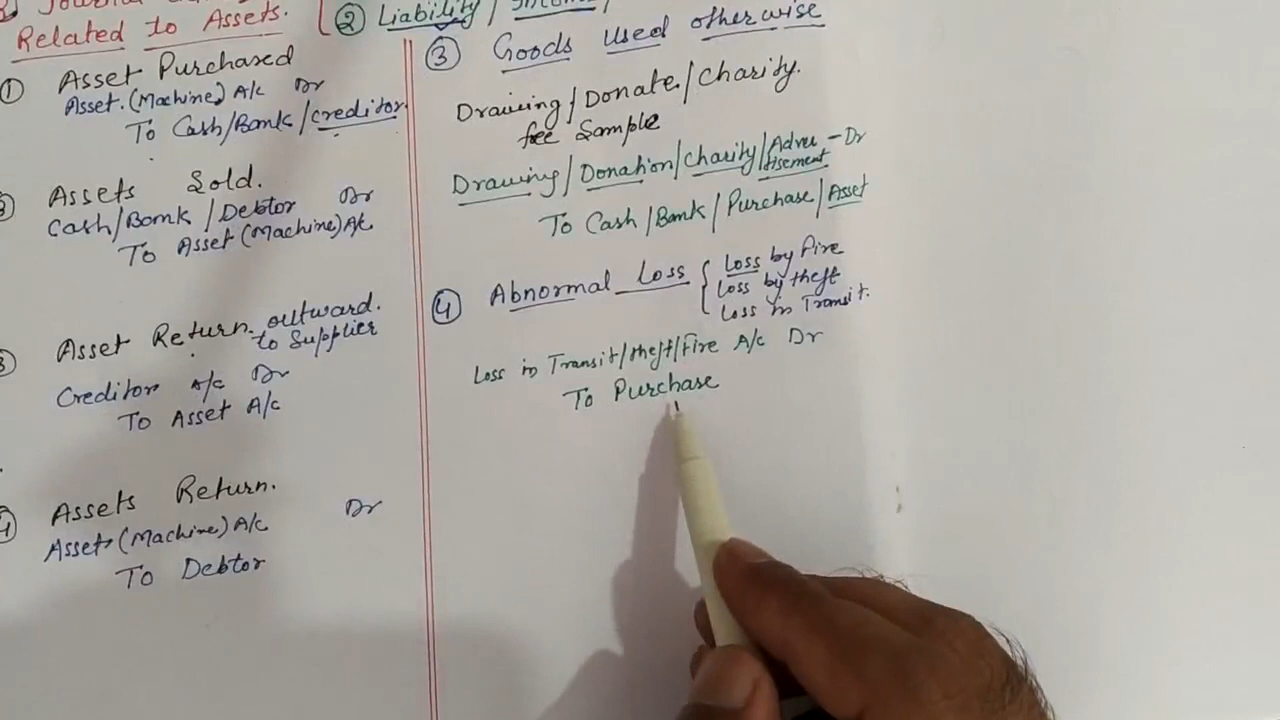 Related to Assets.
① Asset Purchased
Asset (Machine) A/c Dr
To Cash/Bank/creditor.
Assets Sold.
Cash/Bank/Debtor Dr
To Asset (Machine) A/c
Asset Return outward.
to Supplier
Creditor A/c Dr
To Asset A/c
Assets Return.
Asset (Machine) A/c Dr
To Debtor
② Liability/
③ Goods used otherwise
Drawing/Donate/Charity.
free Sample
Drawing/Donation/Charity/Adver - Dr
tisement
To Cash/Bank/Purchase/Asset
④ Abnormal Loss { Loss by Fire
Loss by theft
Loss in Transit.
Loss in Transit/theft/Fire A/c Dr
To Purchase